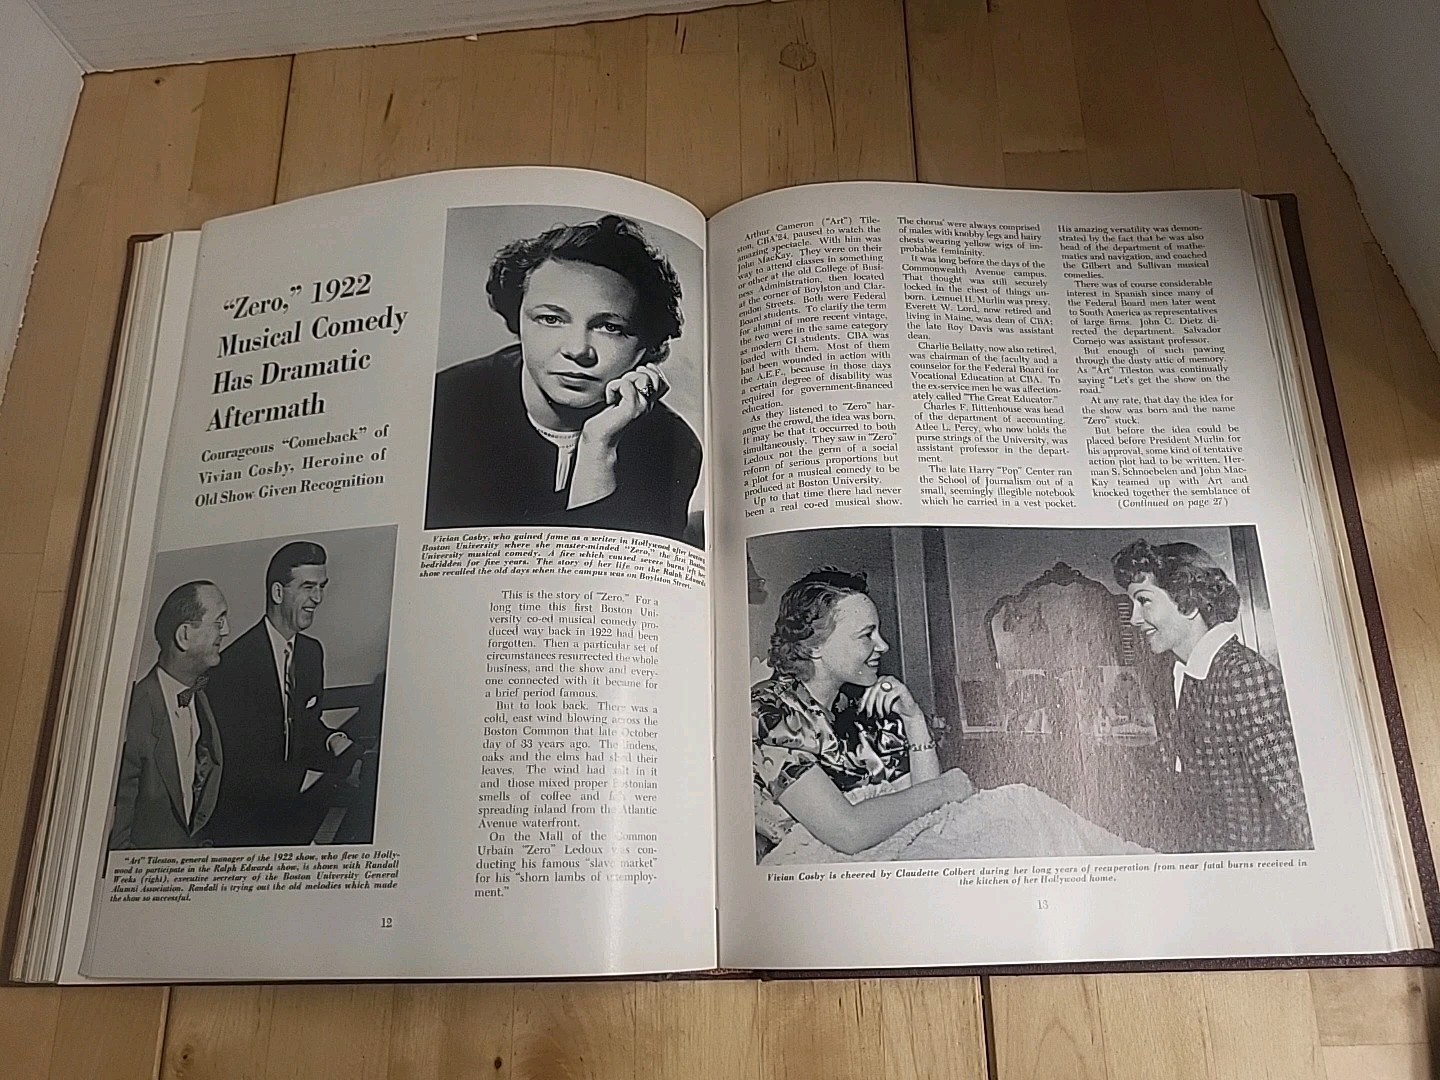 “Zero,” 1922
Musical Comedy
Has Dramatic
Aftermath
Courageous “Comeback” of
Vivian Cosby, Heroine of
Old Show Given Recognition
Vivian Cosby, who gained fame as a writer in Hollywood after leaving
Boston University where she master-minded “Zero,” the first Boston
University musical comedy. A fire which caused severe burns left her
bedridden for five years. The story of her life on the Ralph Edwards
show recalled the old days when the campus was on Boylston Street.
“Art” Tileston, general manager of the 1922 show, who flew to Holly-
wood to participate in the Ralph Edwards show, is shown with Randall
Weeks (right), executive secretary of the Boston University General
Alumni Association. Randall is trying out the old melodies which made
the show so successful.
This is the story of “Zero.” For a
long time this first Boston Uni-
versity co-ed musical comedy pro-
duced way back in 1922 had been
forgotten. Then a particular set of
circumstances resurrected the whole
business, and the show and every-
one connected with it became for
a brief period famous.
But to look back. There was a
cold, east wind blowing across the
Boston Common that late October
day of 33 years ago. The lindens,
oaks and the elms had shed their
leaves. The wind had salt in it
and those mixed proper Bostonian
smells of coffee and were
spreading inland from the Atlantic
Avenue waterfront.
On the Mall of the Common
Urbain “Zero” Ledoux was con-
ducting his famous “slave market”
for his “shorn lambs of unemploy-
ment.”
12
Arthur Cameron (“Art”) Tile-
ston, CBA’24, paused to watch the
amazing spectacle. With him was
John MacKay. They were on their
way to attend classes in something
or other at the old College of Busi-
ness Administration, then located
at the corner of Boylston and Clar-
endon Streets. Both were Federal
Board students. To clarify the term
for alumni of more recent vintage,
the two were in the same category
as modern GI students. CBA was
loaded with them. Most of them
had been wounded in action with
the A.E.F., because in those days
a certain degree of disability was
required for government-financed
education.
As they listened to “Zero” har-
angue the crowd, the idea was born.
It may be that it occurred to both
simultaneously. They saw in “Zero”
Ledoux not the germ of a social
reform of serious proportions but
a plot for a musical comedy to be
produced at Boston University.
Up to that time there had never
been a real co-ed musical show.
The chorus’ were always comprised
of males with knobby legs and hairy
chests wearing yellow wigs of im-
probable femininity.
It was long before the days of the
Commonwealth Avenue campus.
That thought was still securely
locked in the chest of things un-
born. Lemuel H. Murlin was prexy.
Everett W. Lord, now retired and
living in Maine, was dean of CBA;
the late Roy Davis was assistant
dean.
Charlie Bellatty, now also retired,
was chairman of the faculty and a
counselor for the Federal Board for
Vocational Education at CBA. To
the ex-service men he was affection-
ately called “The Great Educator.”
Charles F. Rittenhouse was head
of the department of accounting.
Atlee L. Percy, who now holds the
purse strings of the University, was
assistant professor in the depart-
ment.
The late Harry “Pop” Center ran
the School of Journalism out of a
small, seemingly illegible notebook
which he carried in a vest pocket.
His amazing versatility was demon-
strated by the fact that he was also
head of the department of mathe-
matics and navigation, and coached
the Gilbert and Sullivan musical
comedies.
There was of course considerable
interest in Spanish since many of
the Federal Board men later went
to South America as representatives
of large firms. John C. Dietz di-
rected the department. Salvador
Cornejo was assistant professor.
But enough of such pawing
through the dusty attic of memory.
As “Art” Tileston was continually
saying “Let’s get the show on the
road.”
At any rate, that day the idea for
the show was born and the name
“Zero” stuck.
But before the idea could be
placed before President Murlin for
his approval, some kind of tentative
action plot had to be written. Her-
man S. Schnoebelen and John Mac-
Kay teamed up with Art and
knocked together the semblance of
(Continued on page 27)
Vivian Cosby is cheered by Claudette Colbert during her long years of recuperation from near fatal burns received in
the kitchen of her Hollywood home.
13